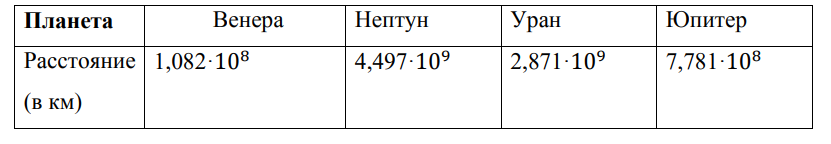 Планета Венера Нептун Уран Юпитер
Расстояние 1,082·10⁸ 4,497·10⁹ 2,871·10⁹ 7,781·10⁸
(в км)